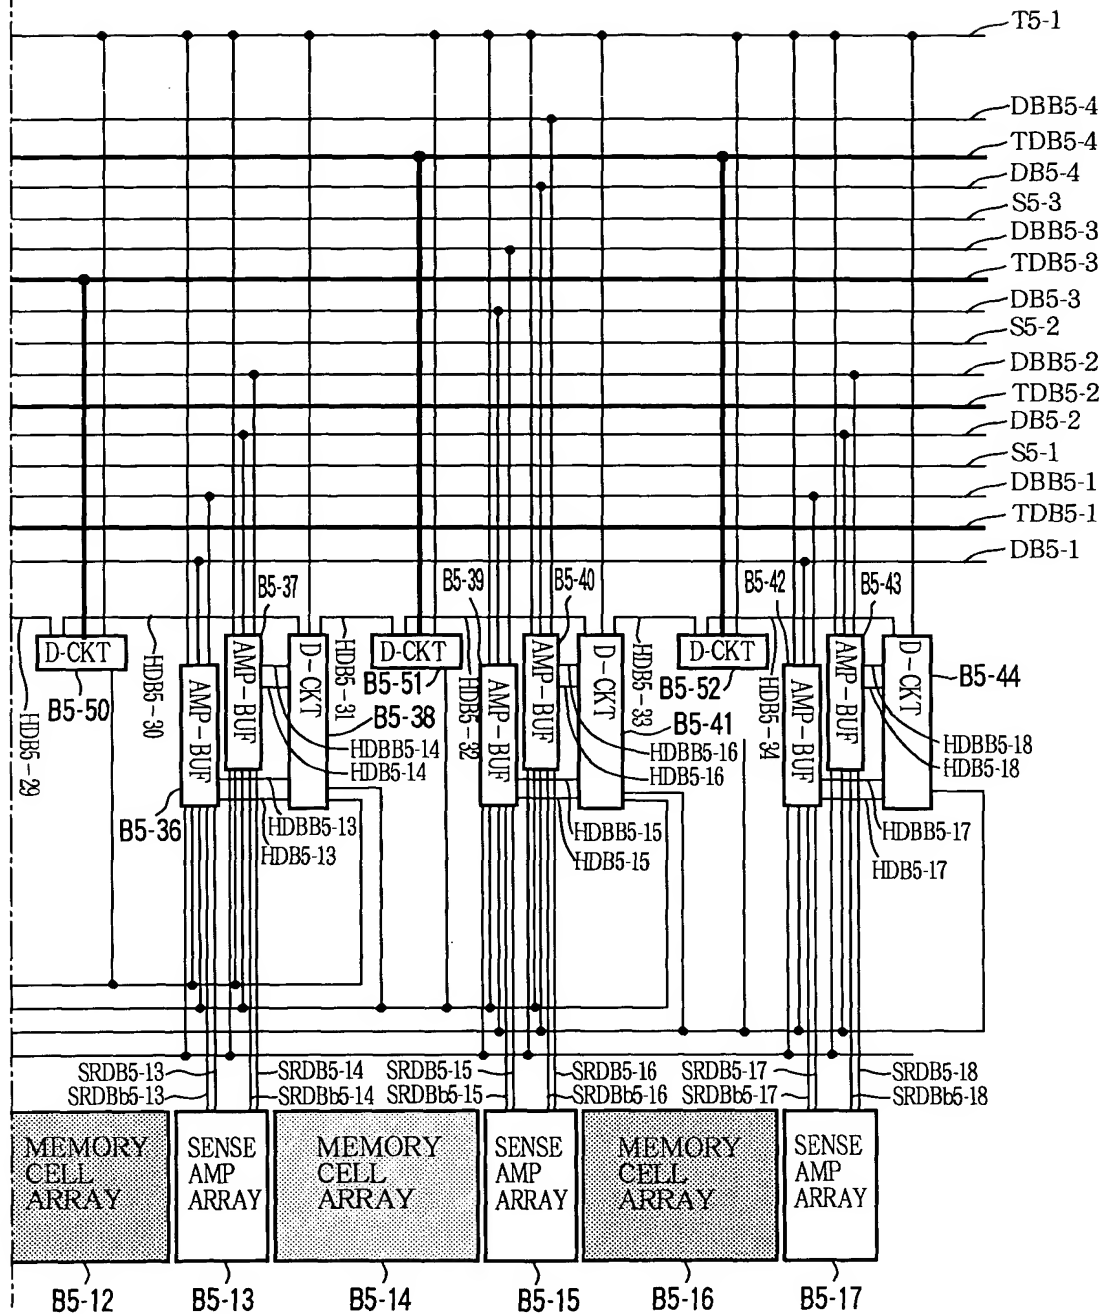 T5-1
DBB5-4
TDB5-4
DB5-4
S5-3
DBB5-3
TDB5-3
DB5-3
S5-2
DBB5-2
TDB5-2
DB5-2
S5-1
DBB5-1
TDB5-1
DB5-1
B5-37
B5-39
B5-40
B5-42
B5-43
HDB5-29
D-CKT
B5-50
HDB5-30
AMP-BUF
AMP-BUF
D-CKT
HDB5-31
D-CKT
B5-51
HDB5-32
AMP-BUF
AMP-BUF
D-CKT
HDB5-33
D-CKT
B5-52
HDB5-34
AMP-BUF
AMP-BUF
D-CKT
B5-44
B5-38
B5-41
HDBB5-14
HDB5-14
HDBB5-16
HDB5-16
HDBB5-18
HDB5-18
B5-36
HDBB5-13
HDB5-13
HDBB5-15
HDB5-15
HDBB5-17
HDB5-17
SRDB5-13
SRDBb5-13
SRDB5-14
SRDBb5-14
SRDB5-15
SRDBb5-15
SRDB5-16
SRDBb5-16
SRDB5-17
SRDBb5-17
SRDB5-18
SRDBb5-18
MEMORY
CELL
ARRAY
SENSE
AMP
ARRAY
MEMORY
CELL
ARRAY
SENSE
AMP
ARRAY
MEMORY
CELL
ARRAY
SENSE
AMP
ARRAY
B5-12
B5-13
B5-14
B5-15
B5-16
B5-17